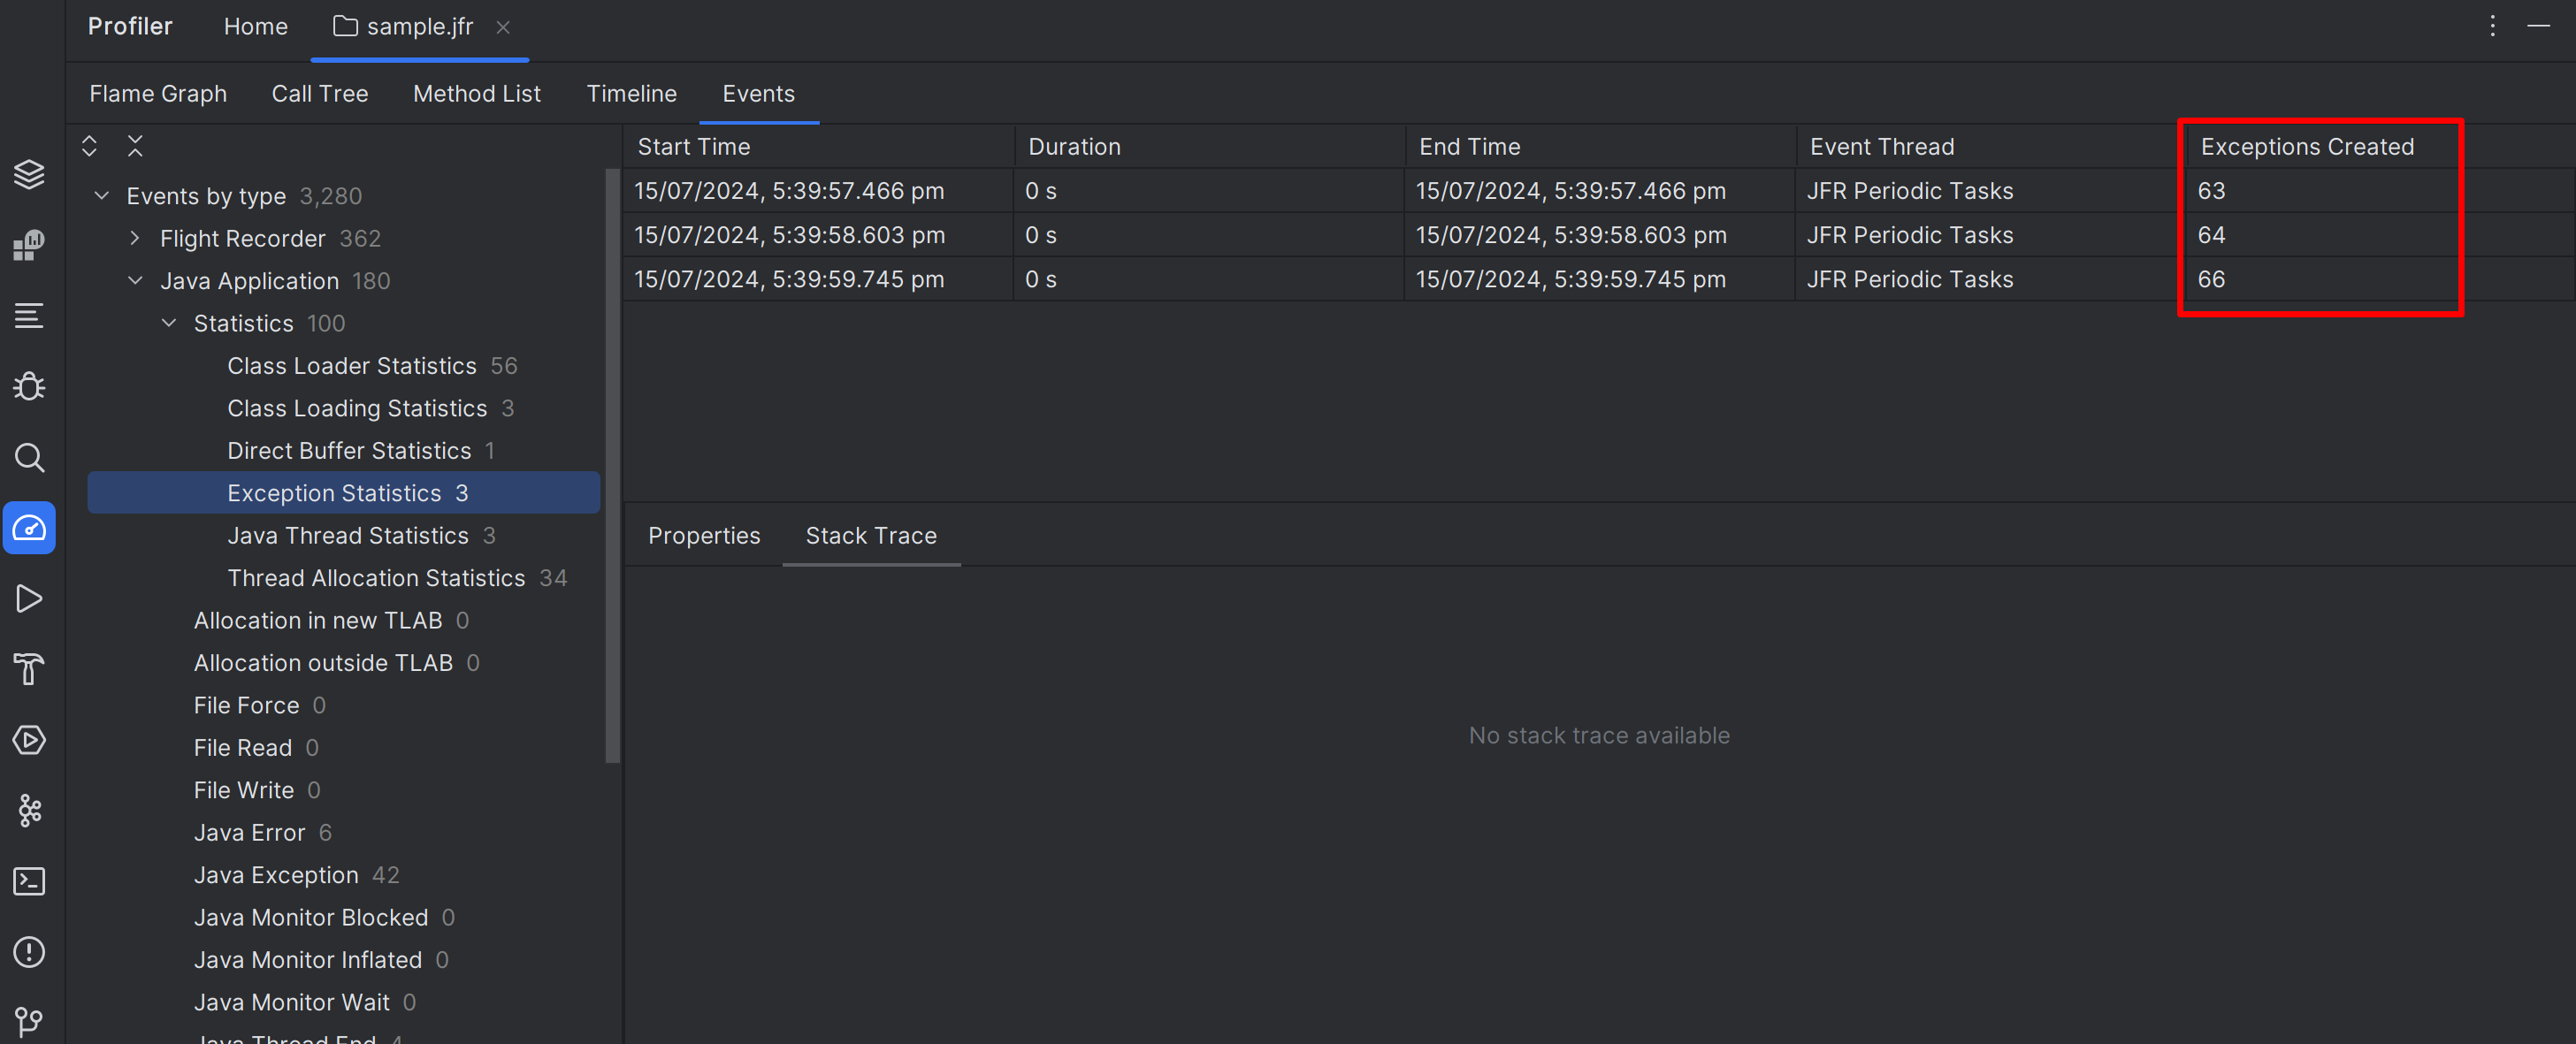 Profiler Home sample.jfr
Flame Graph Call Tree Method List Timeline Events
Events by type 3,280
Flight Recorder 362
Java Application 180
Statistics 100
Class Loader Statistics 56
Class Loading Statistics 3
Direct Buffer Statistics 1
Exception Statistics 3
Java Thread Statistics 3
Thread Allocation Statistics 34
Allocation in new TLAB 0
Allocation outside TLAB 0
File Force 0
File Read 0
File Write 0
Java Error 6
Java Exception 42
Java Monitor Blocked 0
Java Monitor Inflated 0
Java Monitor Wait 0
Java Thread End 4
Start Time Duration End Time Event Thread Exceptions Created
15/07/2024, 5:39:57.466 pm 0 s 15/07/2024, 5:39:57.466 pm JFR Periodic Tasks 63
15/07/2024, 5:39:58.603 pm 0 s 15/07/2024, 5:39:58.603 pm JFR Periodic Tasks 64
15/07/2024, 5:39:59.745 pm 0 s 15/07/2024, 5:39:59.745 pm JFR Periodic Tasks 66
Properties Stack Trace
No stack trace available